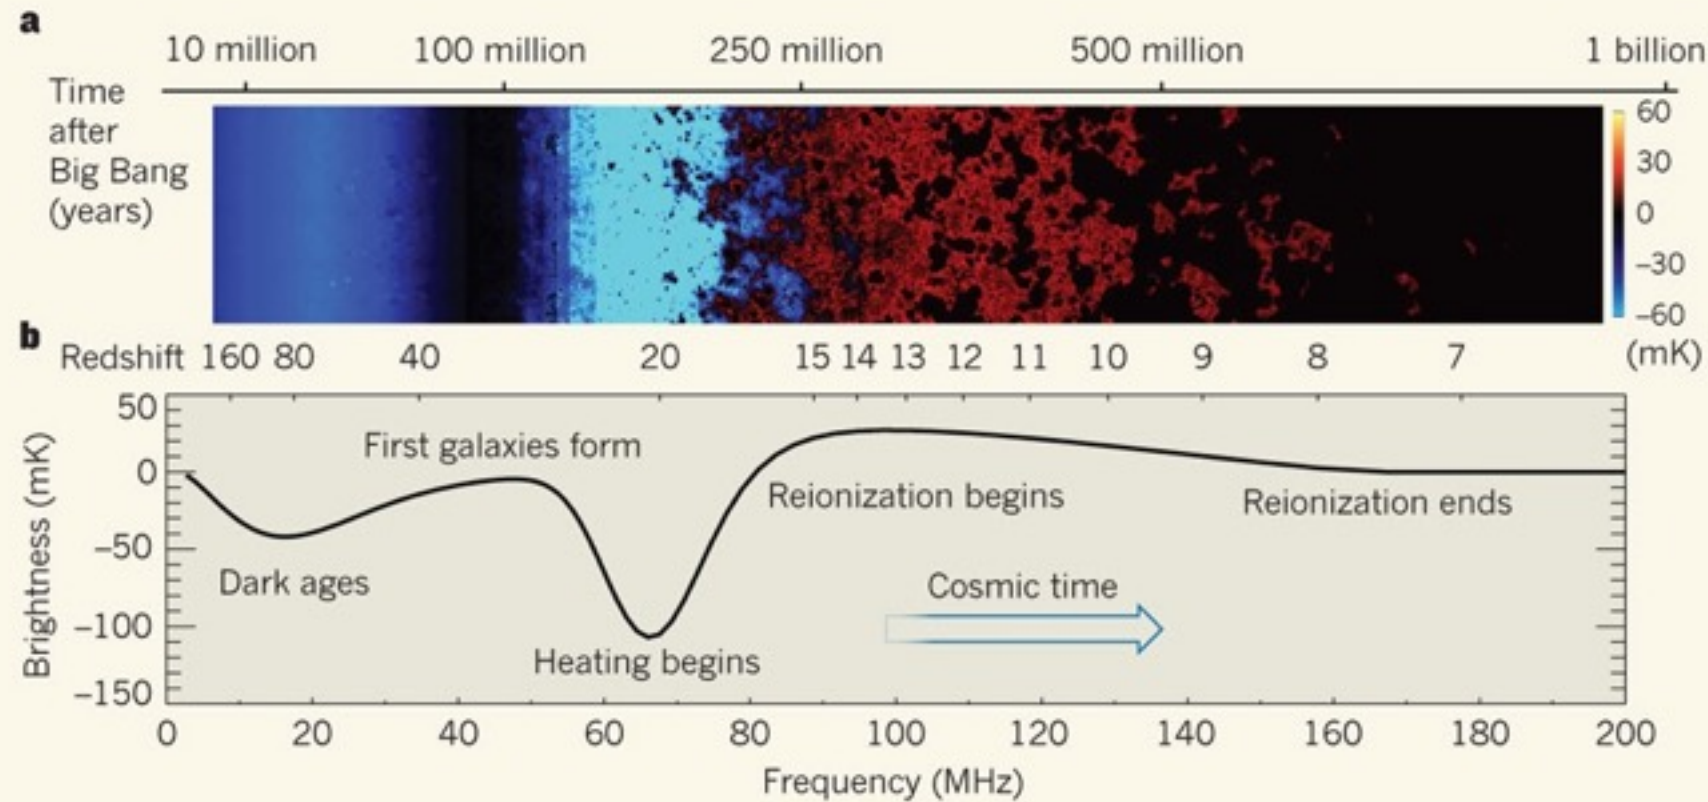 a
10 million 100 million 250 million 500 million 1 billion
Time
after
Big Bang
(years)
60
30
0
–30
–60
(mK)
b
Redshift 160 80 40 20 15 14 13 12 11 10 9 8 7
50
0
–50
–100
–150
Brightness (mK)
First galaxies form
Reionization begins
Reionization ends
Dark ages
Cosmic time
Heating begins
0 20 40 60 80 100 120 140 160 180 200
Frequency (MHz)